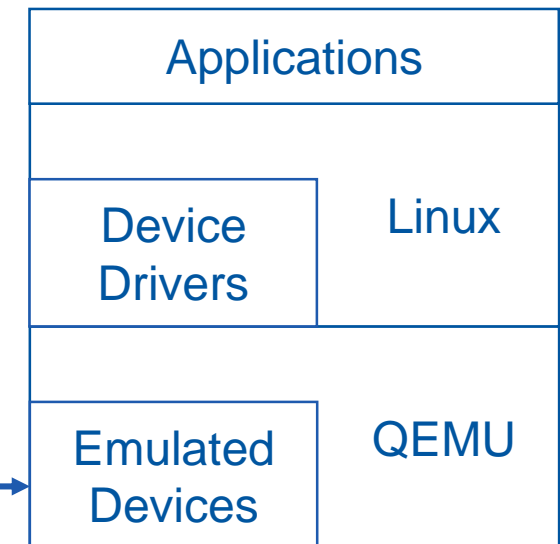 Applications
Linux
Device
Drivers
QEMU
Emulated
Devices